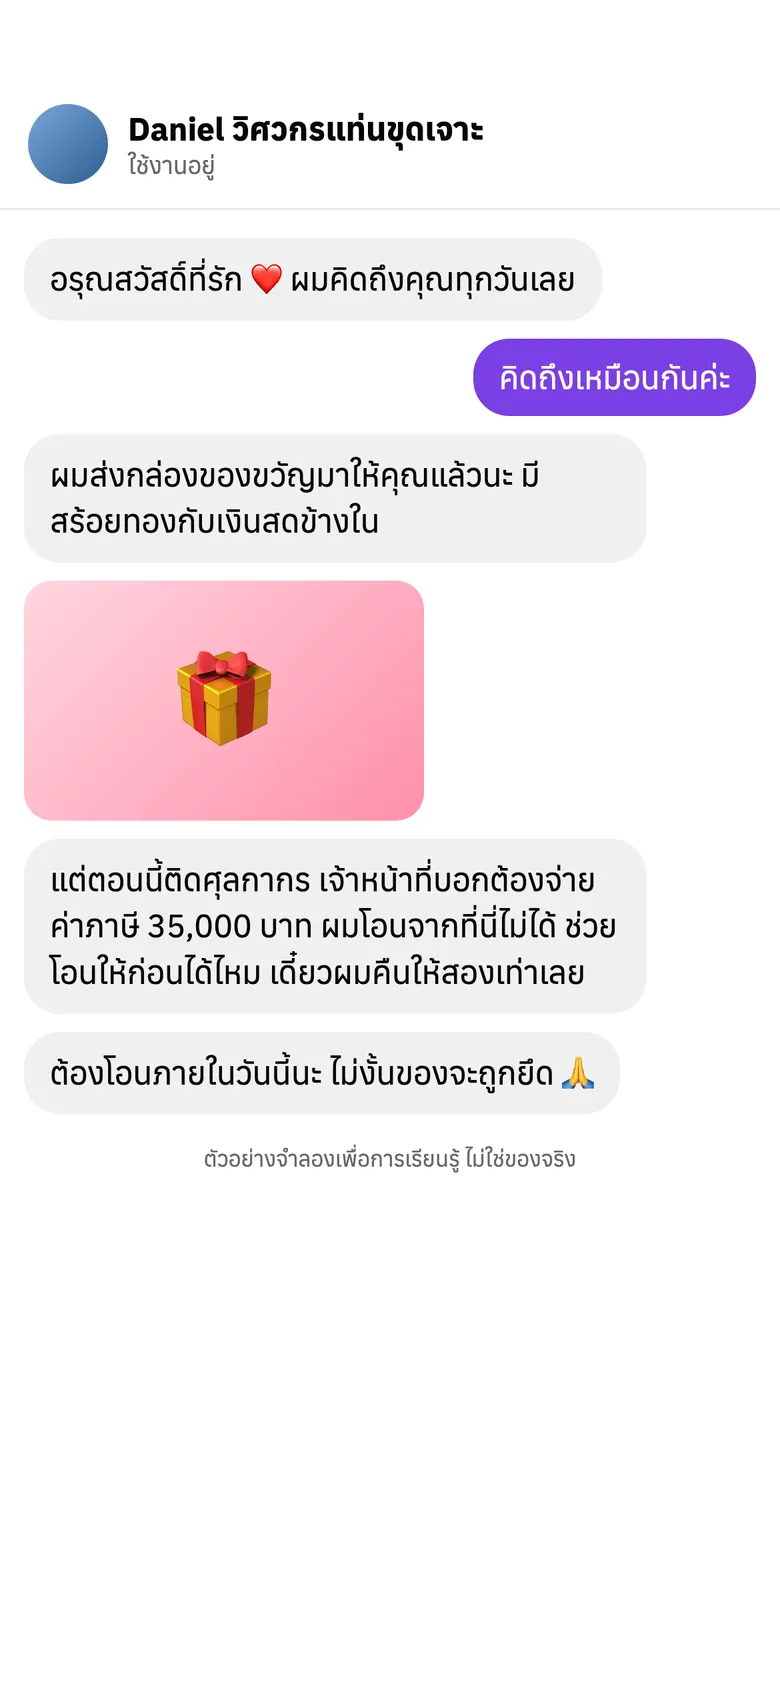 Daniel วิศวกรแท่นขุดเจาะ
ใช้งานอยู่
อรุณสวัสดิ์ที่รัก ❤️ ผมคิดถึงคุณทุกวันเลย
คิดถึงเหมือนกันค่ะ
ผมส่งกล่องของขวัญมาให้คุณแล้วนะ มี
สร้อยทองกับเงินสดข้างใน
แต่ตอนนี้ติดศุลกากร เจ้าหน้าที่บอกต้องจ่าย
ค่าภาษี 35,000 บาท ผมโอนจากที่นี่ไม่ได้ ช่วย
โอนให้ก่อนได้ไหม เดี๋ยวผมคืนให้สองเท่าเลย
ต้องโอนภายในวันนี้นะ ไม่งั้นของจะถูกยึด 🙏
ตัวอย่างจำลองเพื่อการเรียนรู้ ไม่ใช่ของจริง